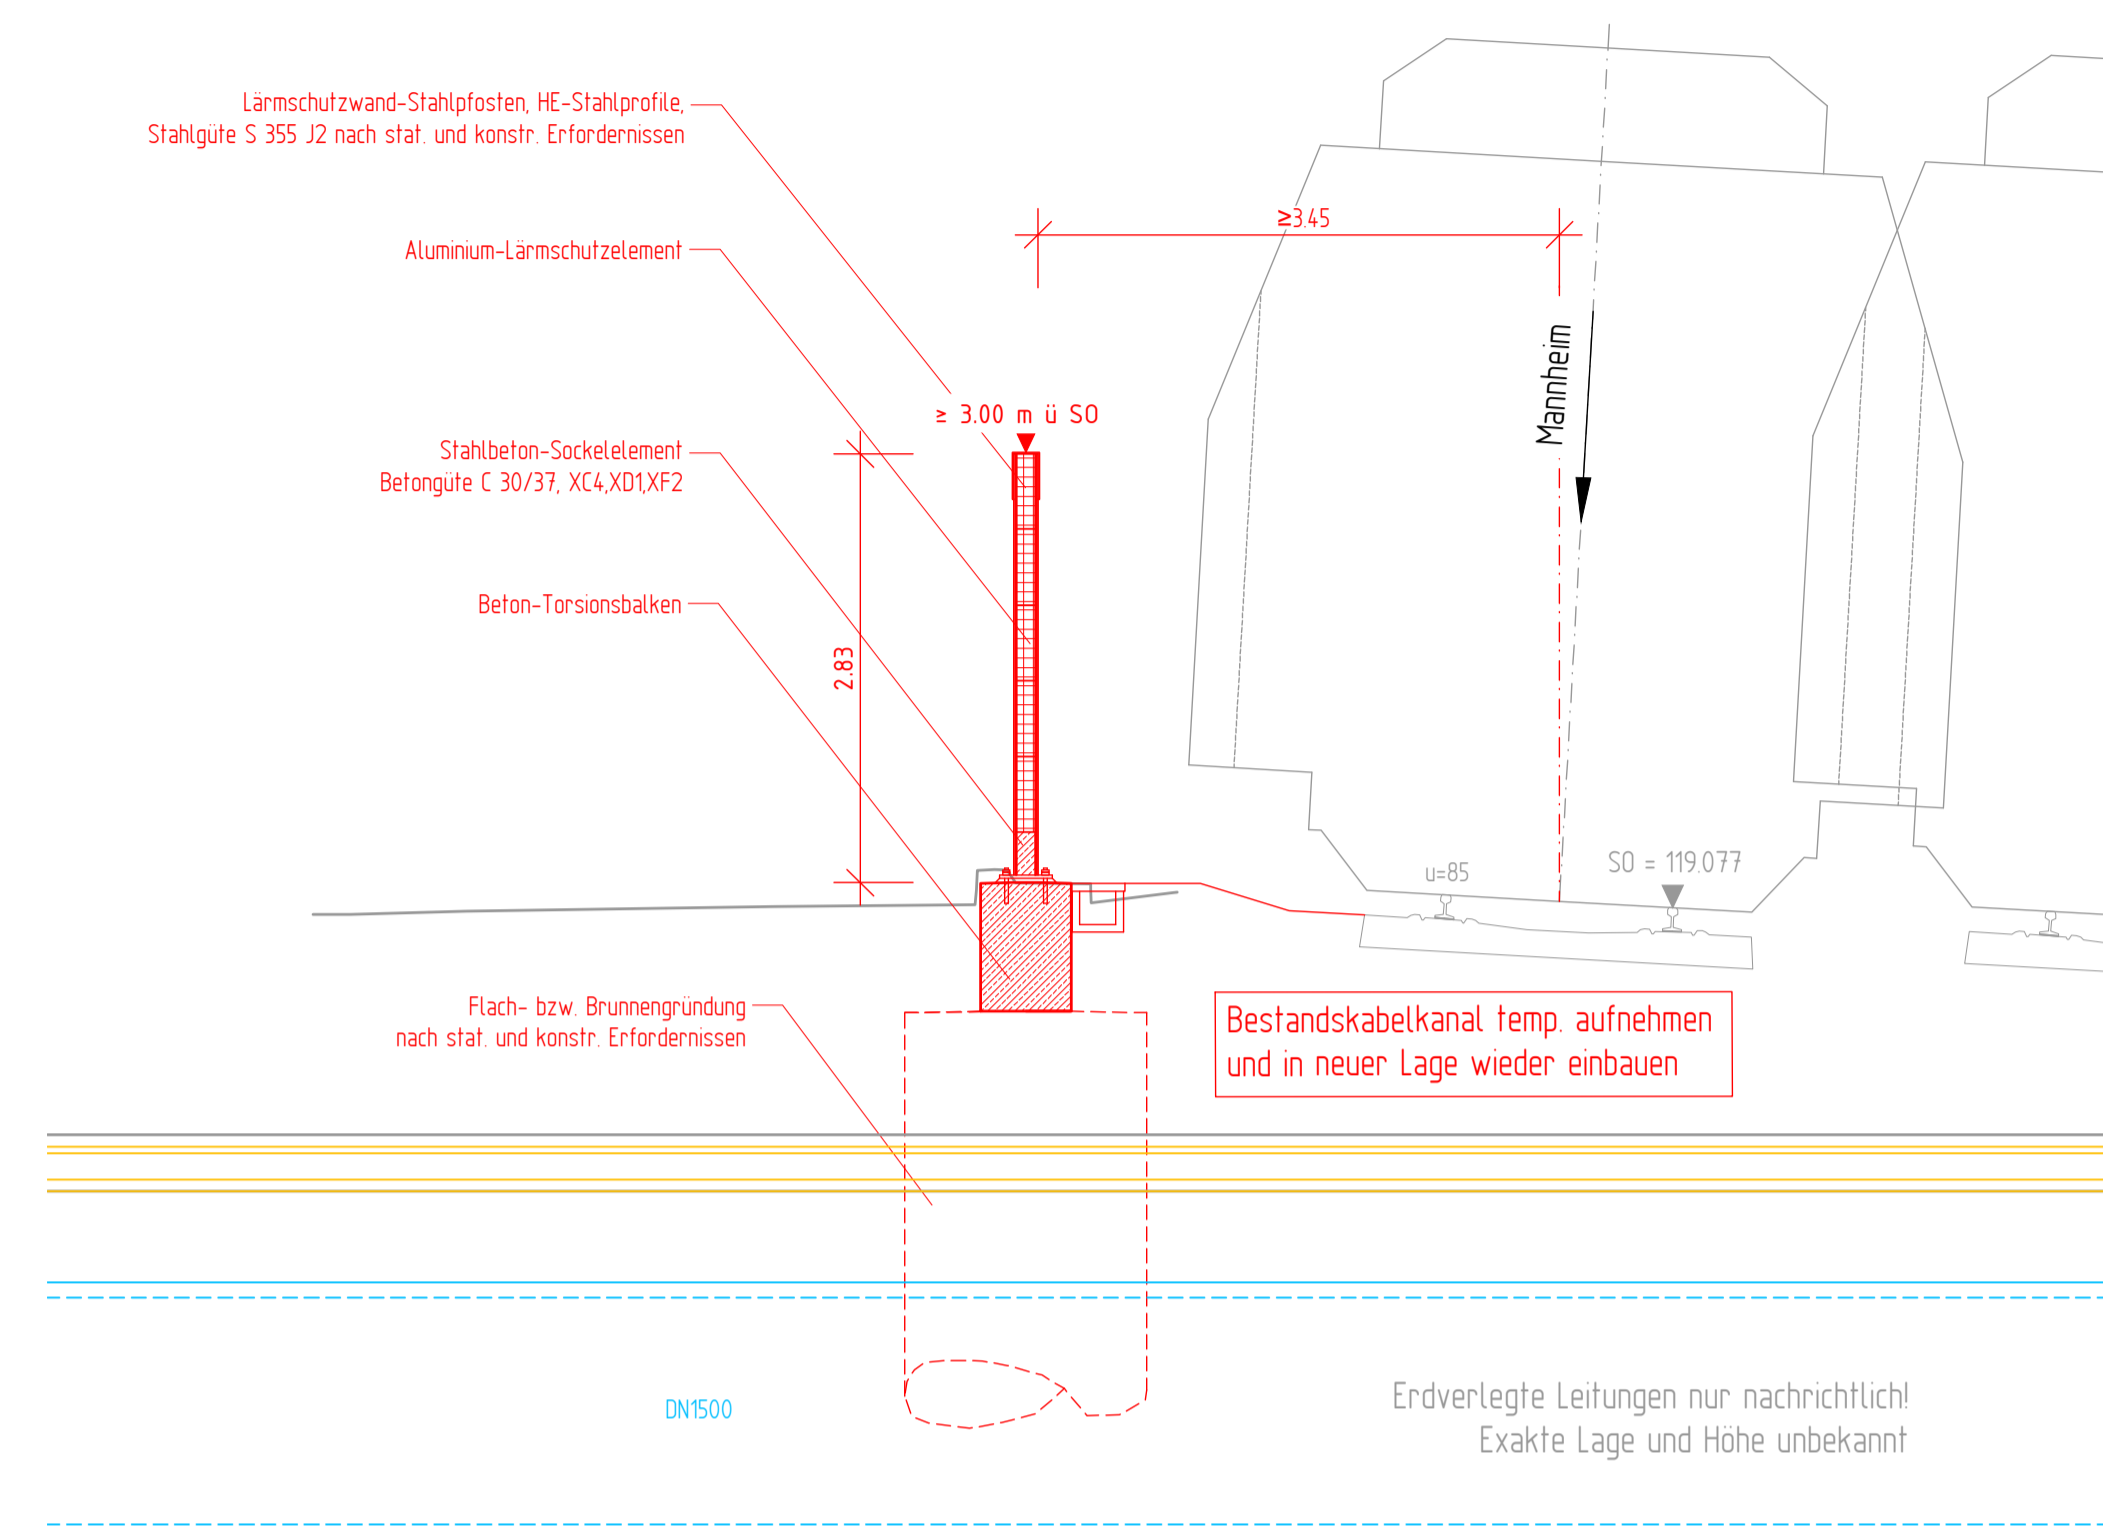 Lärmschutzwand-Stahlpfosten, HE-Stahlprofile,
Stahlgüte S 355 J2 nach stat. und konstr. Erfordernissen
≥3.45
Aluminium-Lärmschutzelement
Mannheim
≥ 3.00 m ü SO
Stahlbeton-Sockelelement
Betongüte C 30/37, XC4,XD1,XF2
Beton-Torsionsbalken
2.83
u=85
SO = 119.077
Flach- bzw. Brunnengründung
nach stat. und konstr. Erfordernissen
Bestandskabelkanal temp. aufnehmen
und in neuer Lage wieder einbauen
DN1500
Erdverlegte Leitungen nur nachrichtlich!
Exakte Lage und Höhe unbekannt